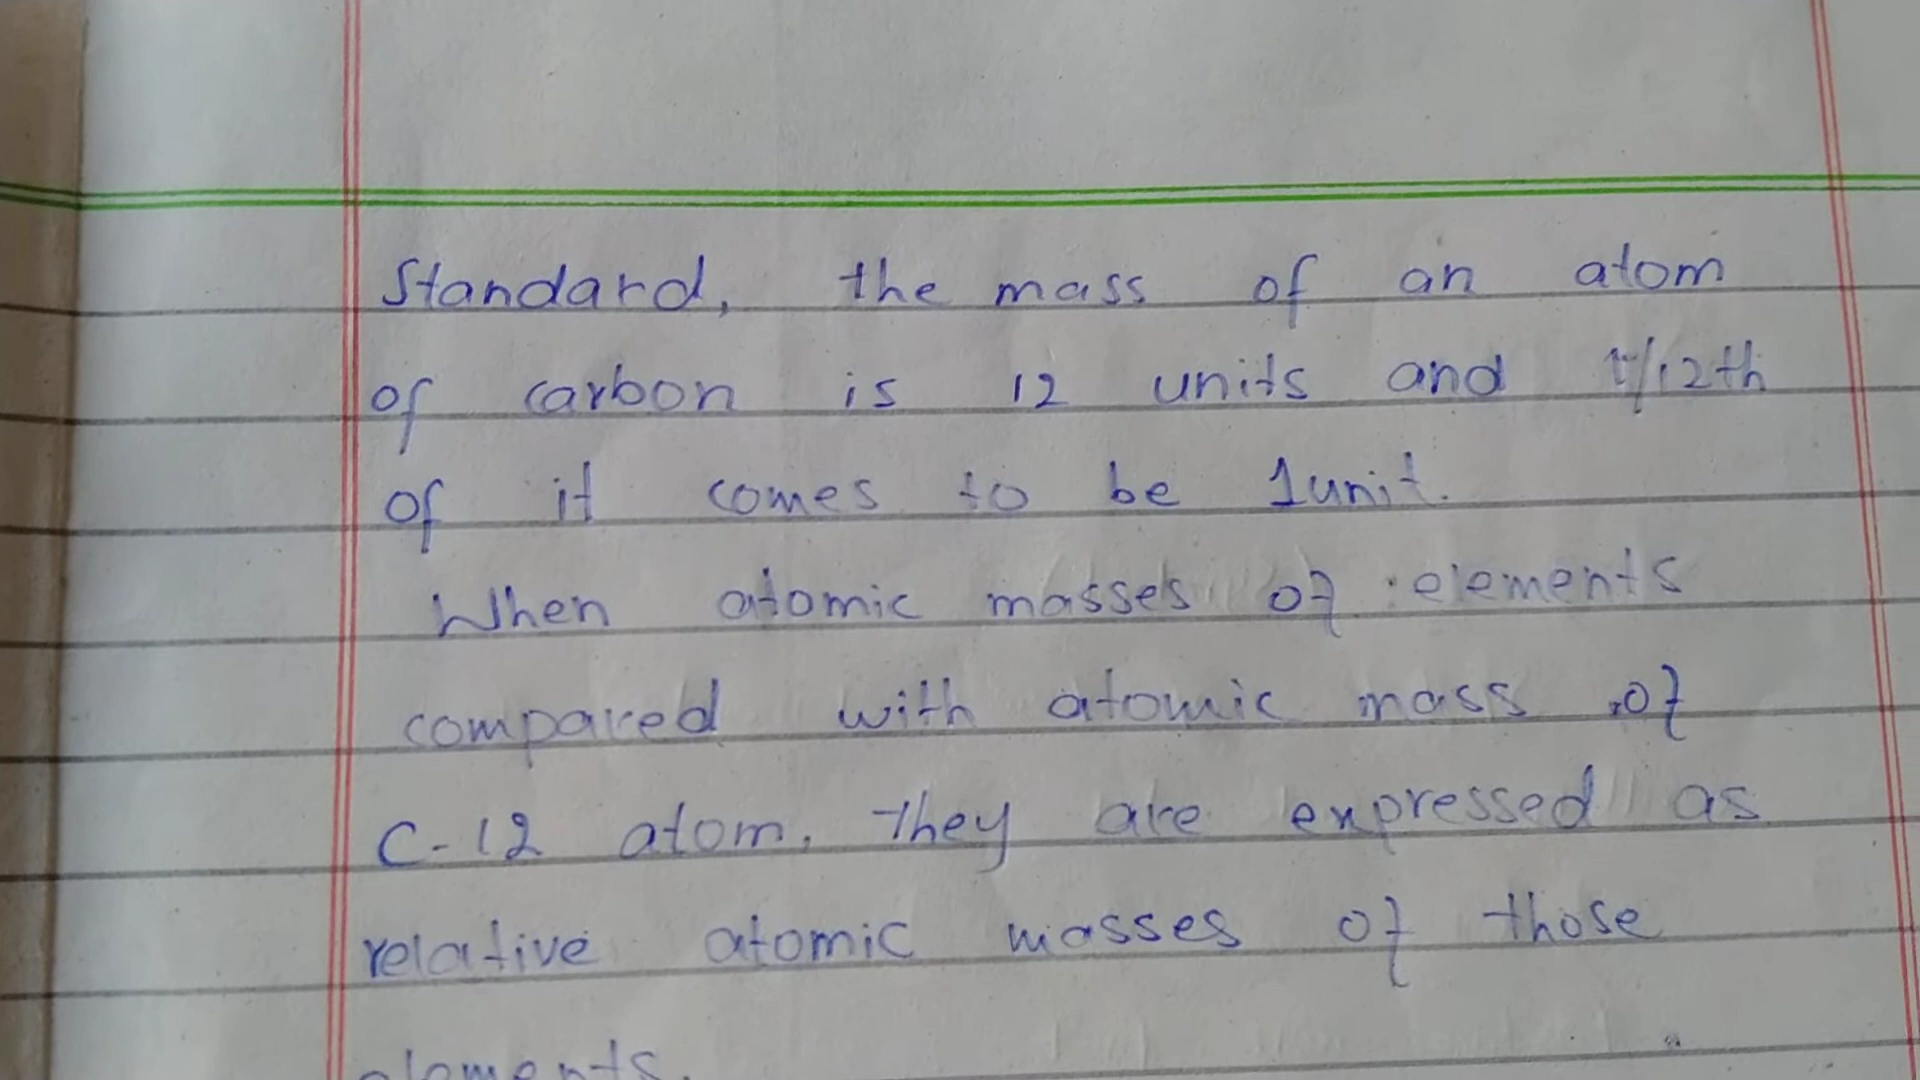 Standard, the mass of an atom
of carbon is 12 units and 1/12th
of it comes to be 1unit.
When atomic masses of elements
compared with atomic mass of
C-12 atom, they are expressed as
relative atomic masses of those
elements.